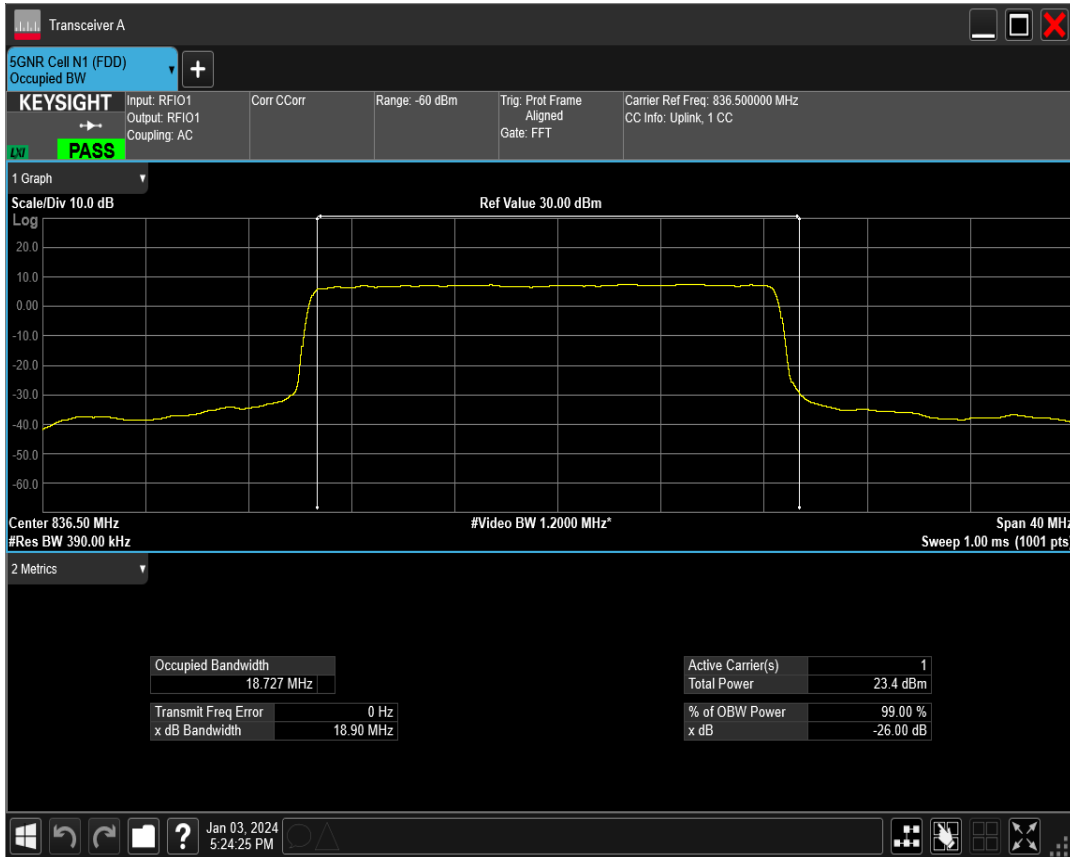 Transceiver A
5GNR Cell N1 (FDD)
Occupied BW
+
KEYSIGHT
LXI
PASS
Input: RFIO1
Output: RFIO1
Coupling: AC
Corr CCorr
Range: -60 dBm
Trig: Prot Frame
Aligned
Gate: FFT
Carrier Ref Freq: 836.500000 MHz
CC Info: Uplink, 1 CC
1 Graph
Scale/Div 10.0 dB
Ref Value 30.00 dBm
Log
20.0
10.0
0.00
-10.0
-20.0
-30.0
-40.0
-50.0
-60.0
Center 836.50 MHz
#Video BW 1.2000 MHz*
Span 40 MHz
#Res BW 390.00 kHz
Sweep 1.00 ms (1001 pts)
2 Metrics
Occupied Bandwidth
18.727 MHz
Transmit Freq Error 0 Hz
x dB Bandwidth 18.90 MHz
Active Carrier(s) 1
Total Power 23.4 dBm
% of OBW Power 99.00 %
x dB -26.00 dB
?
Jan 03, 2024
5:24:25 PM